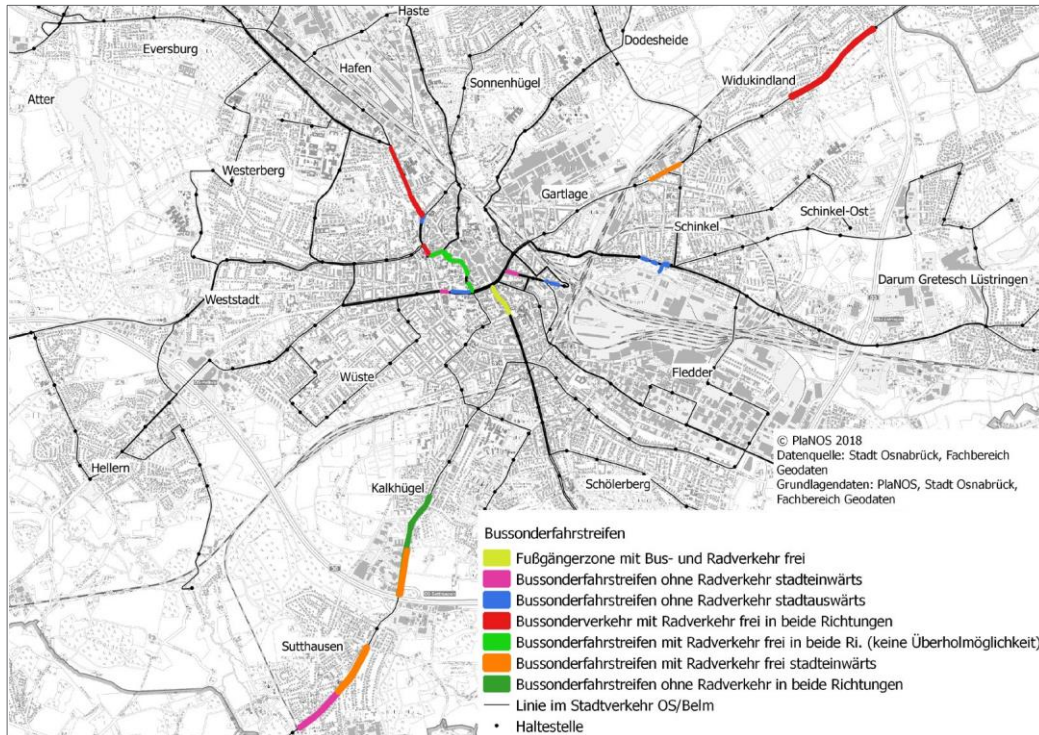 Haste
Eversburg
Dodesheide
Hafen
Sonnenhügel
Widukindland
Atter
Westerberg
Gartlage
Schinkel
Schinkel-Ost
Darum Gretesch Lüstringen
Weststadt
Wüste
Fledder
© PlaNOS 2018
Datenquelle: Stadt Osnabrück, Fachbereich
Geodaten
Grundlagendaten: PlaNOS, Stadt Osnabrück,
Fachbereich Geodaten
Hellern
Kalkhügel
Schölerberg
Sutthausen
Bussonderfahrstreifen
Fußgängerzone mit Bus- und Radverkehr frei
Bussonderfahrstreifen ohne Radverkehr stadteinwärts
Bussonderfahrstreifen ohne Radverkehr stadtauswärts
Bussonderverkehr mit Radverkehr frei in beide Richtungen
Bussonderfahrstreifen mit Radverkehr frei in beide Ri. (keine Überholmöglichkeit)
Bussonderfahrstreifen mit Radverkehr frei stadteinwärts
Bussonderfahrstreifen ohne Radverkehr in beide Richtungen
Linie im Stadtverkehr OS/Belm
Haltestelle